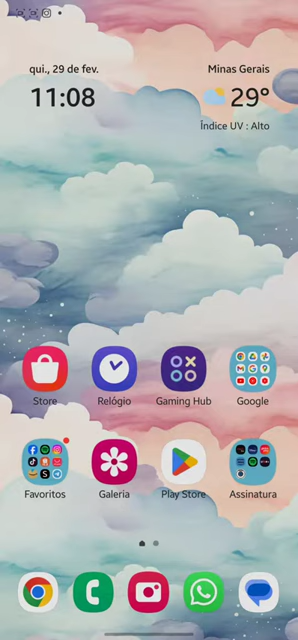 qui., 29 de fev.
11:08
Minas Gerais
29°
Índice UV : Alto
Store
Relógio
Gaming Hub
Google
Favoritos
Galeria
Play Store
Assinatura